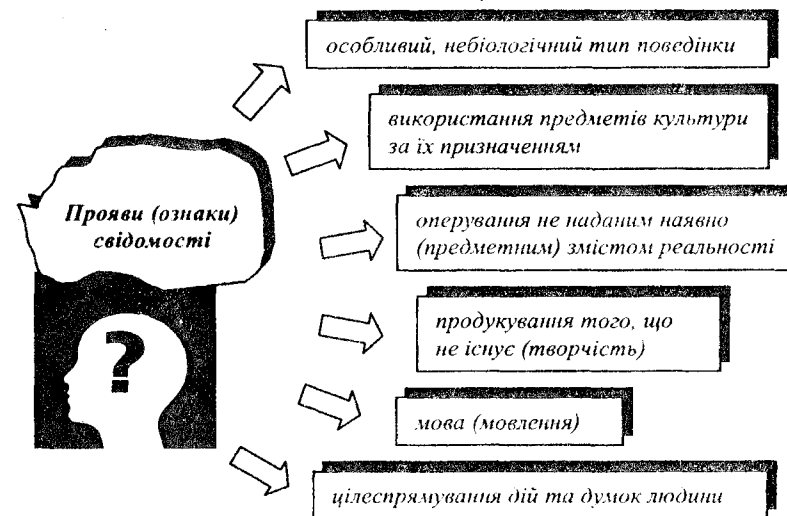 особливий, небіологічний тип поведінки
використання предметів культури
за їх призначенням
Прояви (ознаки)
свідомості
оперування не наданим наявно
(предметним) змістом реальності
продукування того, що
не існує (творчість)
мова (мовлення)
цілеспрямування дій та думок людини
?